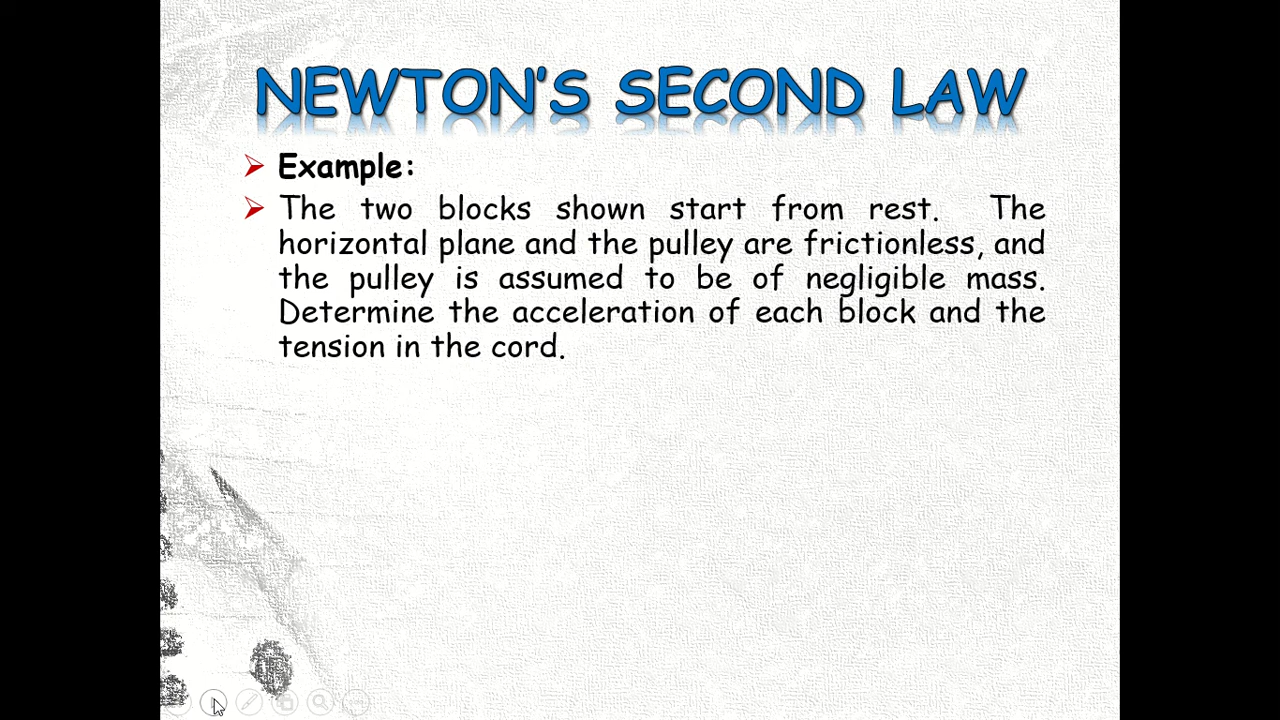 NEWTON'S SECOND LAW
Example:
The two blocks shown start from rest. The
horizontal plane and the pulley are frictionless, and
the pulley is assumed to be of negligible mass.
Determine the acceleration of each block and the
tension in the cord.